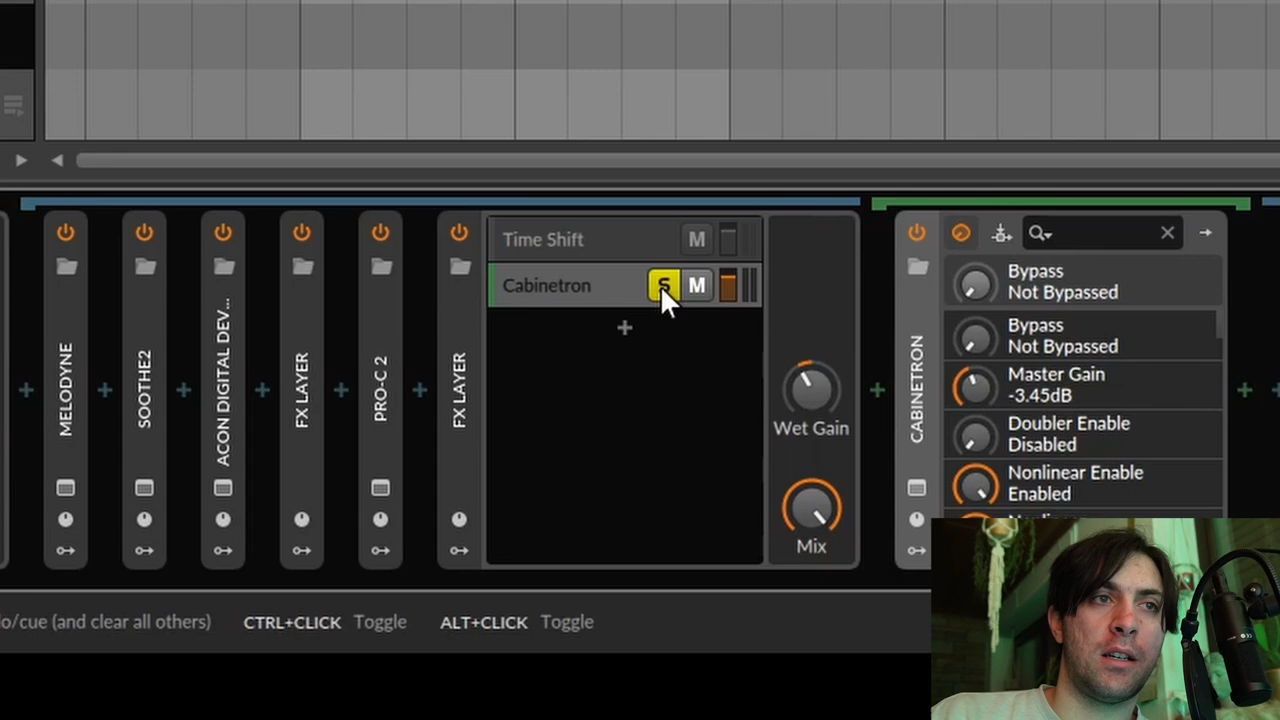 MELODYNE
SOOTHE2
ACON DIGITAL DEV...
FX LAYER
PRO-C 2
FX LAYER
Time Shift
M
Cabinetron
S M
Wet Gain
Mix
CABINETRON
Bypass
Not Bypassed
Bypass
Not Bypassed
Master Gain
-3.45dB
Doubler Enable
Disabled
Nonlinear Enable
Enabled
o/cue (and clear all others)
CTRL+CLICK Toggle
ALT+CLICK Toggle